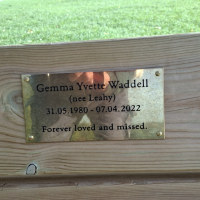 Gemma Yvette Waddell
(nee Leahy)
31.05.1980 - 07.04.2022
Forever loved and missed.